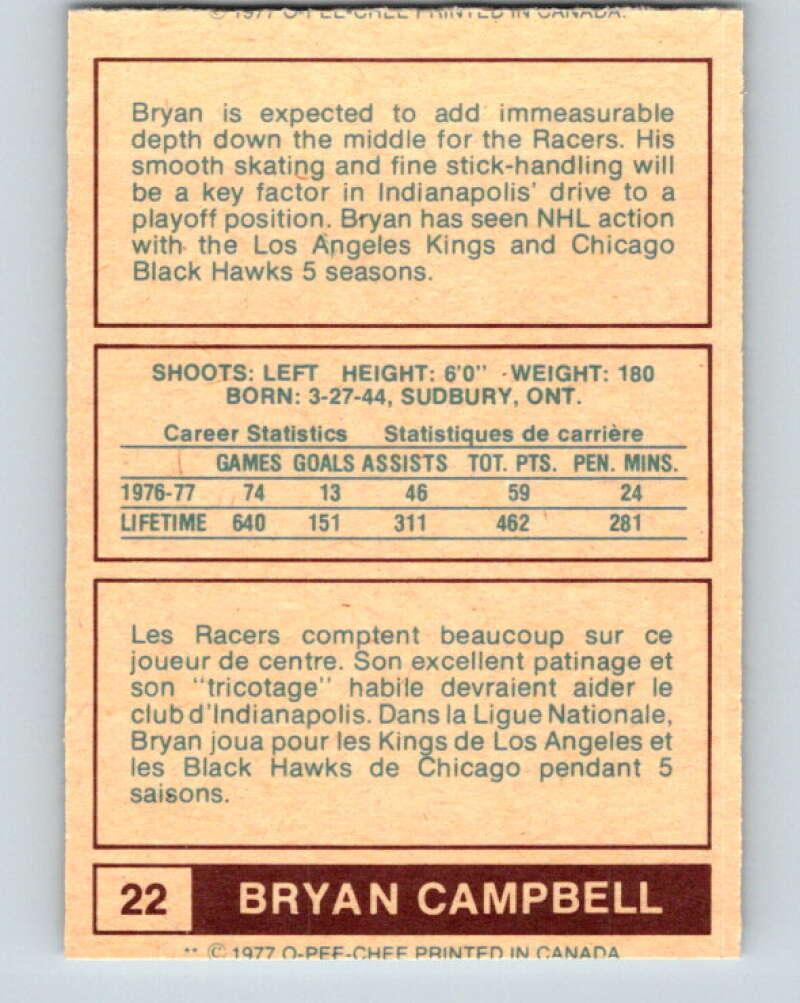 © 1977 O-PEE-CHEE PRINTED IN CANADA.
Bryan is expected to add immeasurable
depth down the middle for the Racers. His
smooth skating and fine stick-handling will
be a key factor in Indianapolis' drive to a
playoff position. Bryan has seen NHL action
with the Los Angeles Kings and Chicago
Black Hawks 5 seasons.
SHOOTS: LEFT HEIGHT: 6'0" WEIGHT: 180
BORN: 3-27-44, SUDBURY, ONT.
Career Statistics Statistiques de carrière
GAMES GOALS ASSISTS TOT. PTS. PEN. MINS.
1976-77 74 13 46 59 24
LIFETIME 640 151 311 462 281
Les Racers comptent beaucoup sur ce
joueur de centre. Son excellent patinage et
son "tricotage" habile devraient aider le
club d'Indianapolis. Dans la Ligue Nationale,
Bryan joua pour les Kings de Los Angeles et
les Black Hawks de Chicago pendant 5
saisons.
22 BRYAN CAMPBELL
** © 1977 O-PEE-CHEE PRINTED IN CANADA